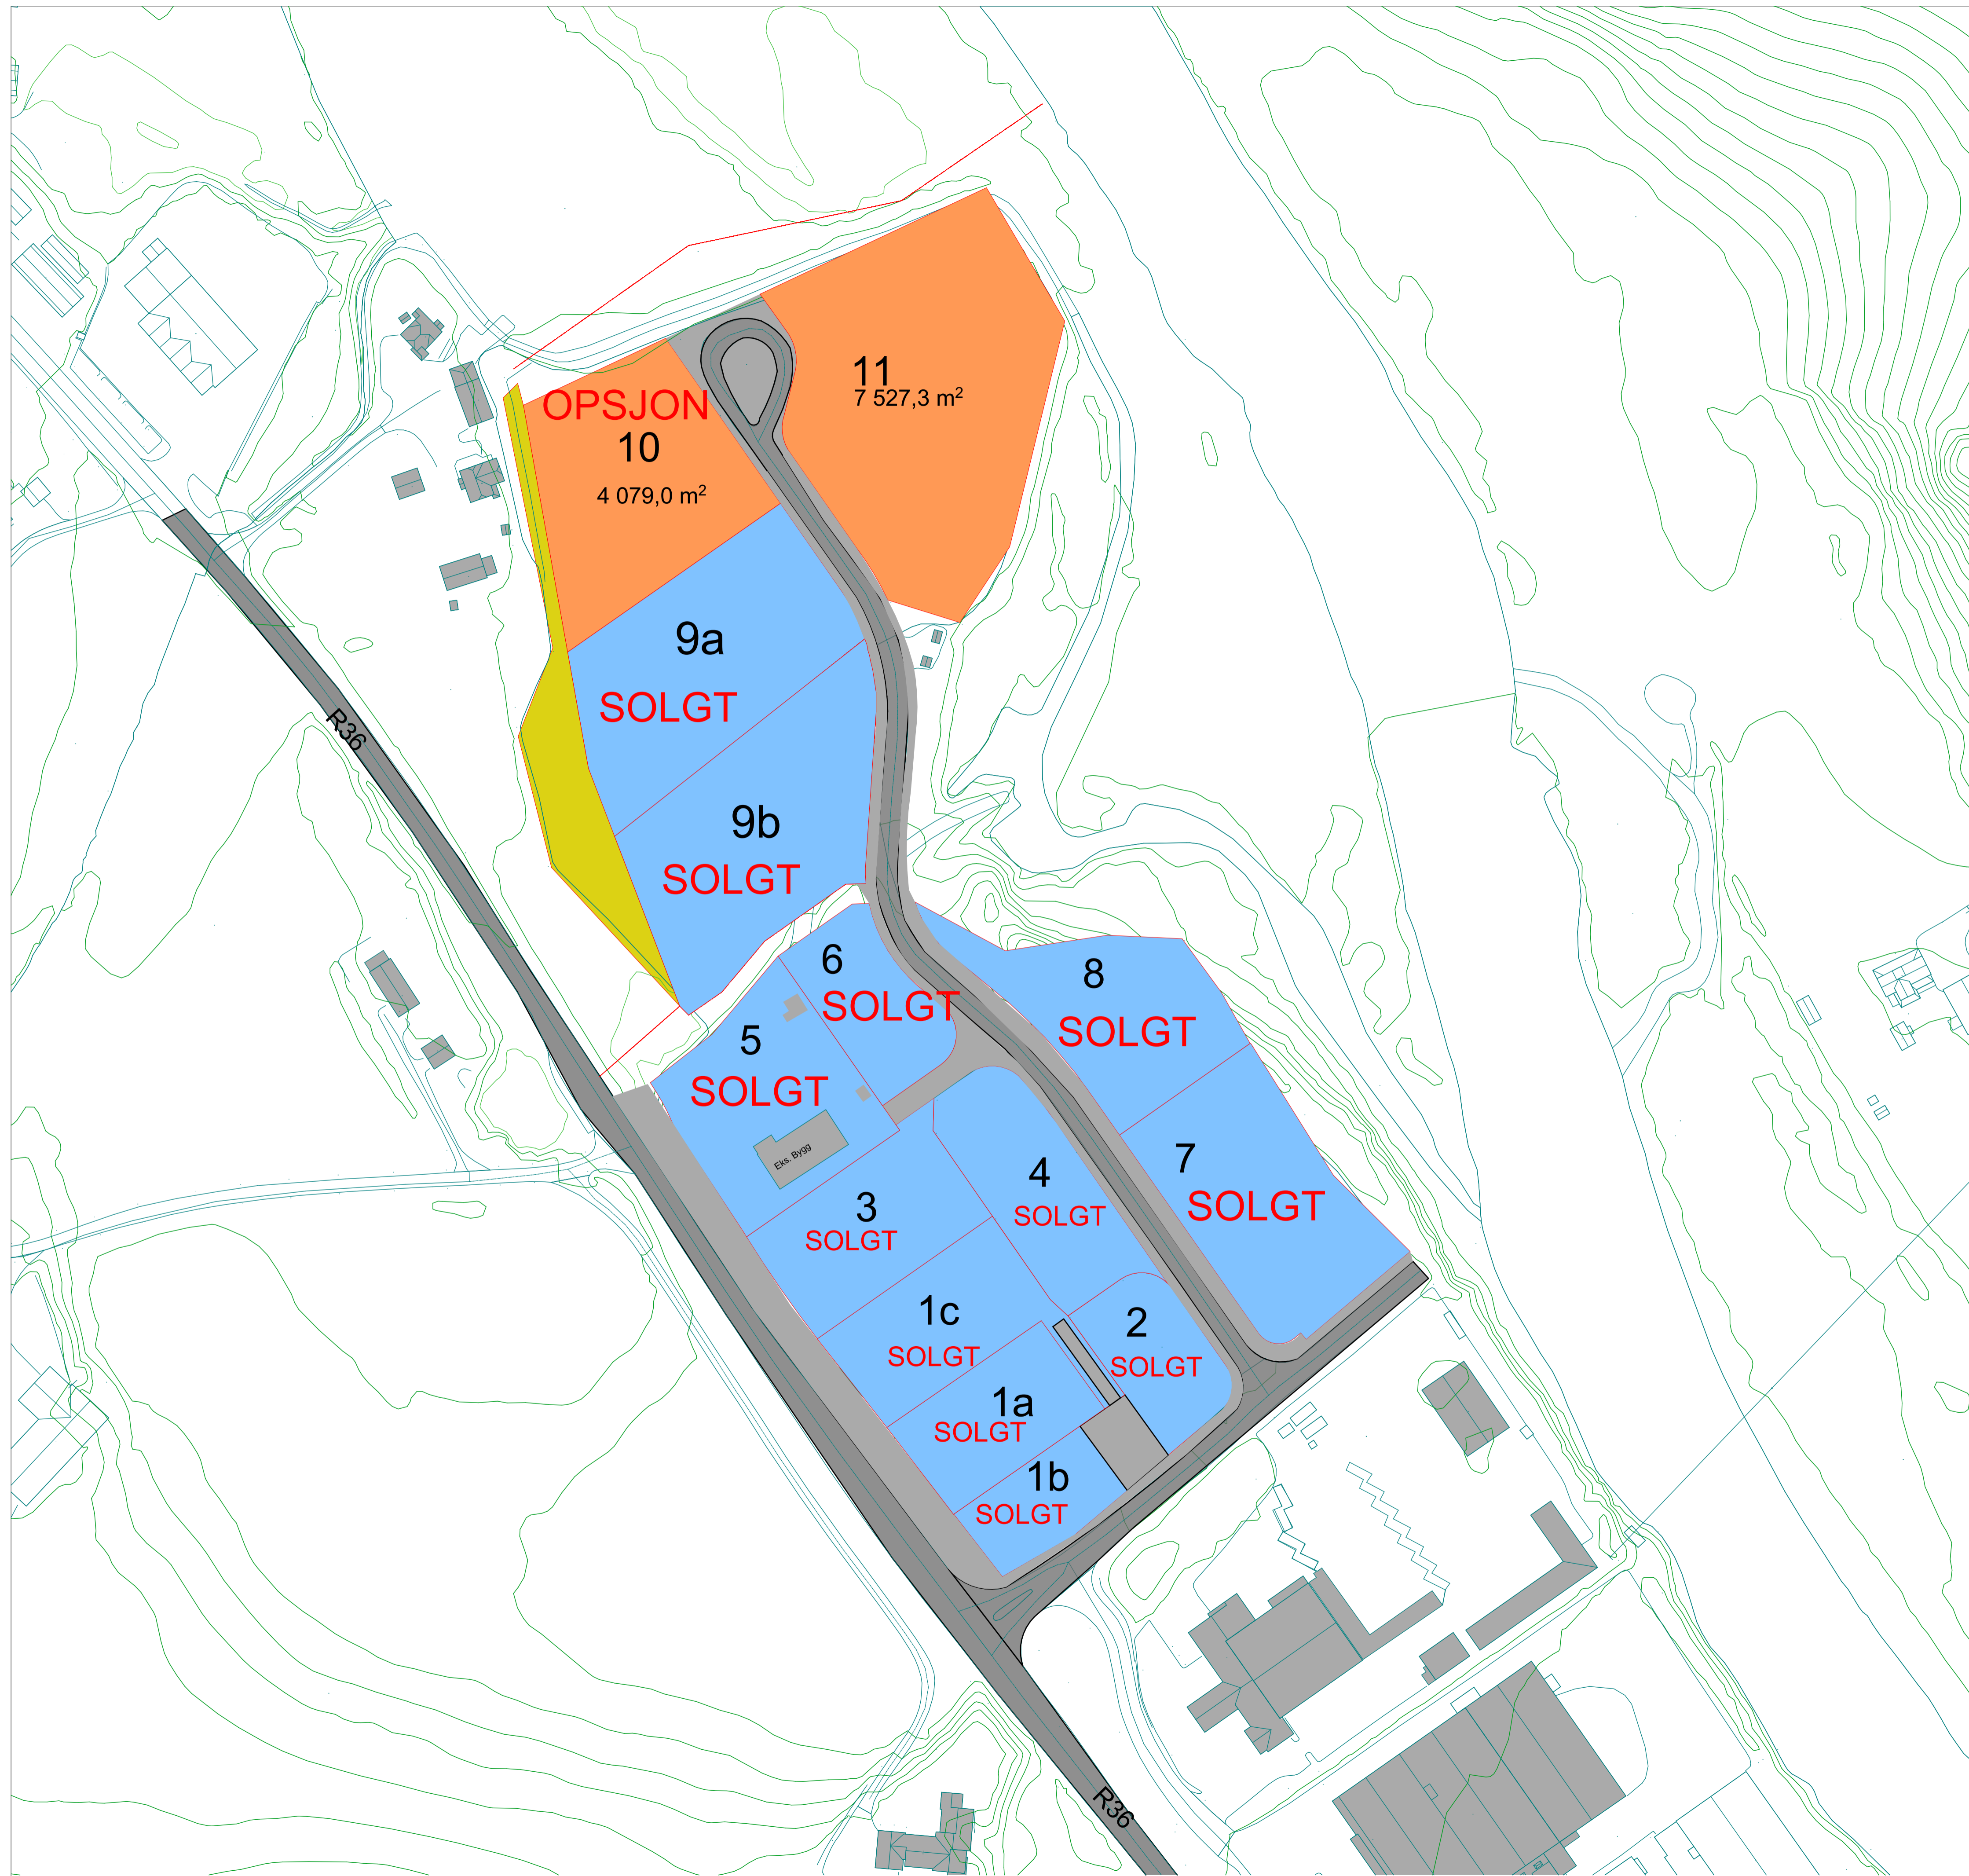 11
7 527,3 m²
OPSJON
10
4 079,0 m²
9a
SOLGT
R36
9b
SOLGT
6
SOLGT
8
SOLGT
5
SOLGT
Eks. Bygg
7
SOLGT
4
SOLGT
3
SOLGT
1c
SOLGT
2
SOLGT
1a
SOLGT
1b
SOLGT
R36